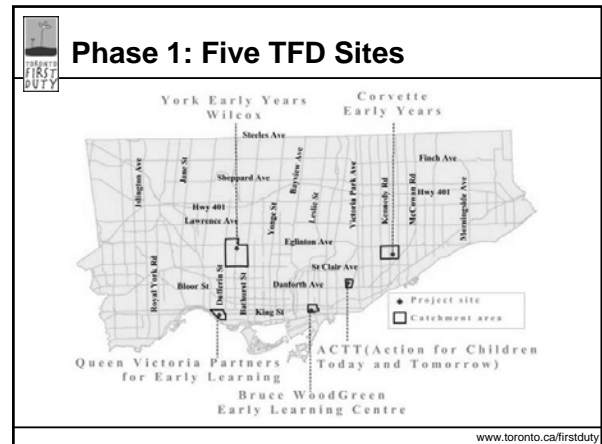 TORONTO
FIRST
DUTY
Phase 1: Five TFD Sites
York Early Years
Wilcox
Corvette
Early Years
Steeles Ave
Finch Ave
Sheppard Ave
Hwy 401
Hwy 401
Lawrence Ave
Eglinton Ave
St Clair Ave
Danforth Ave
Bloor St
King St
Islington Ave
Jane St
Bayview Ave
Yonge St
Leslie St
Victoria Park Ave
Kennedy Rd
McCowan Rd
Morningside Ave
Royal York Rd
Dufferin St
Bathurst St
Project site
Catchment area
Queen Victoria Partners
for Early Learning
ACTT(Action for Children
Today and Tomorrow)
Bruce WoodGreen
Early Learning Centre
www.toronto.ca/firstduty